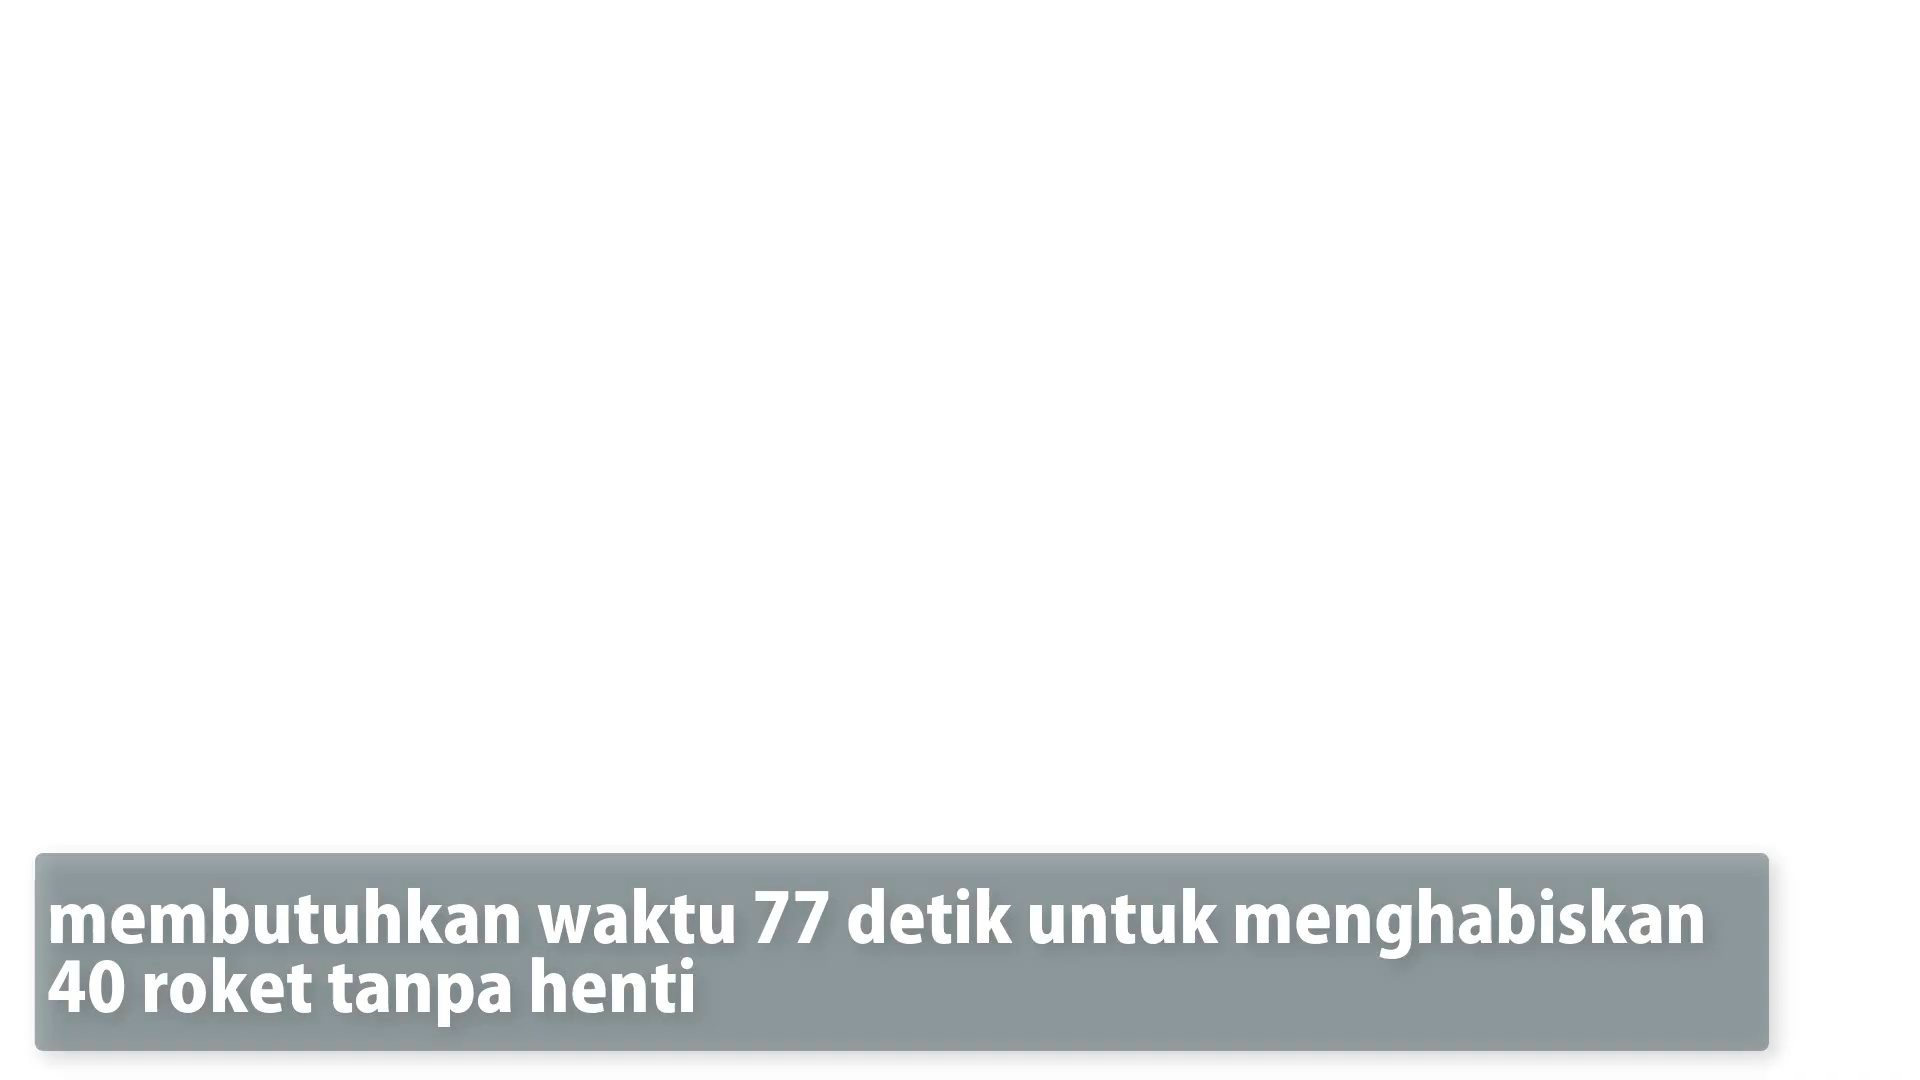 membutuhkan waktu 77 detik untuk menghabiskan
40 roket tanpa henti